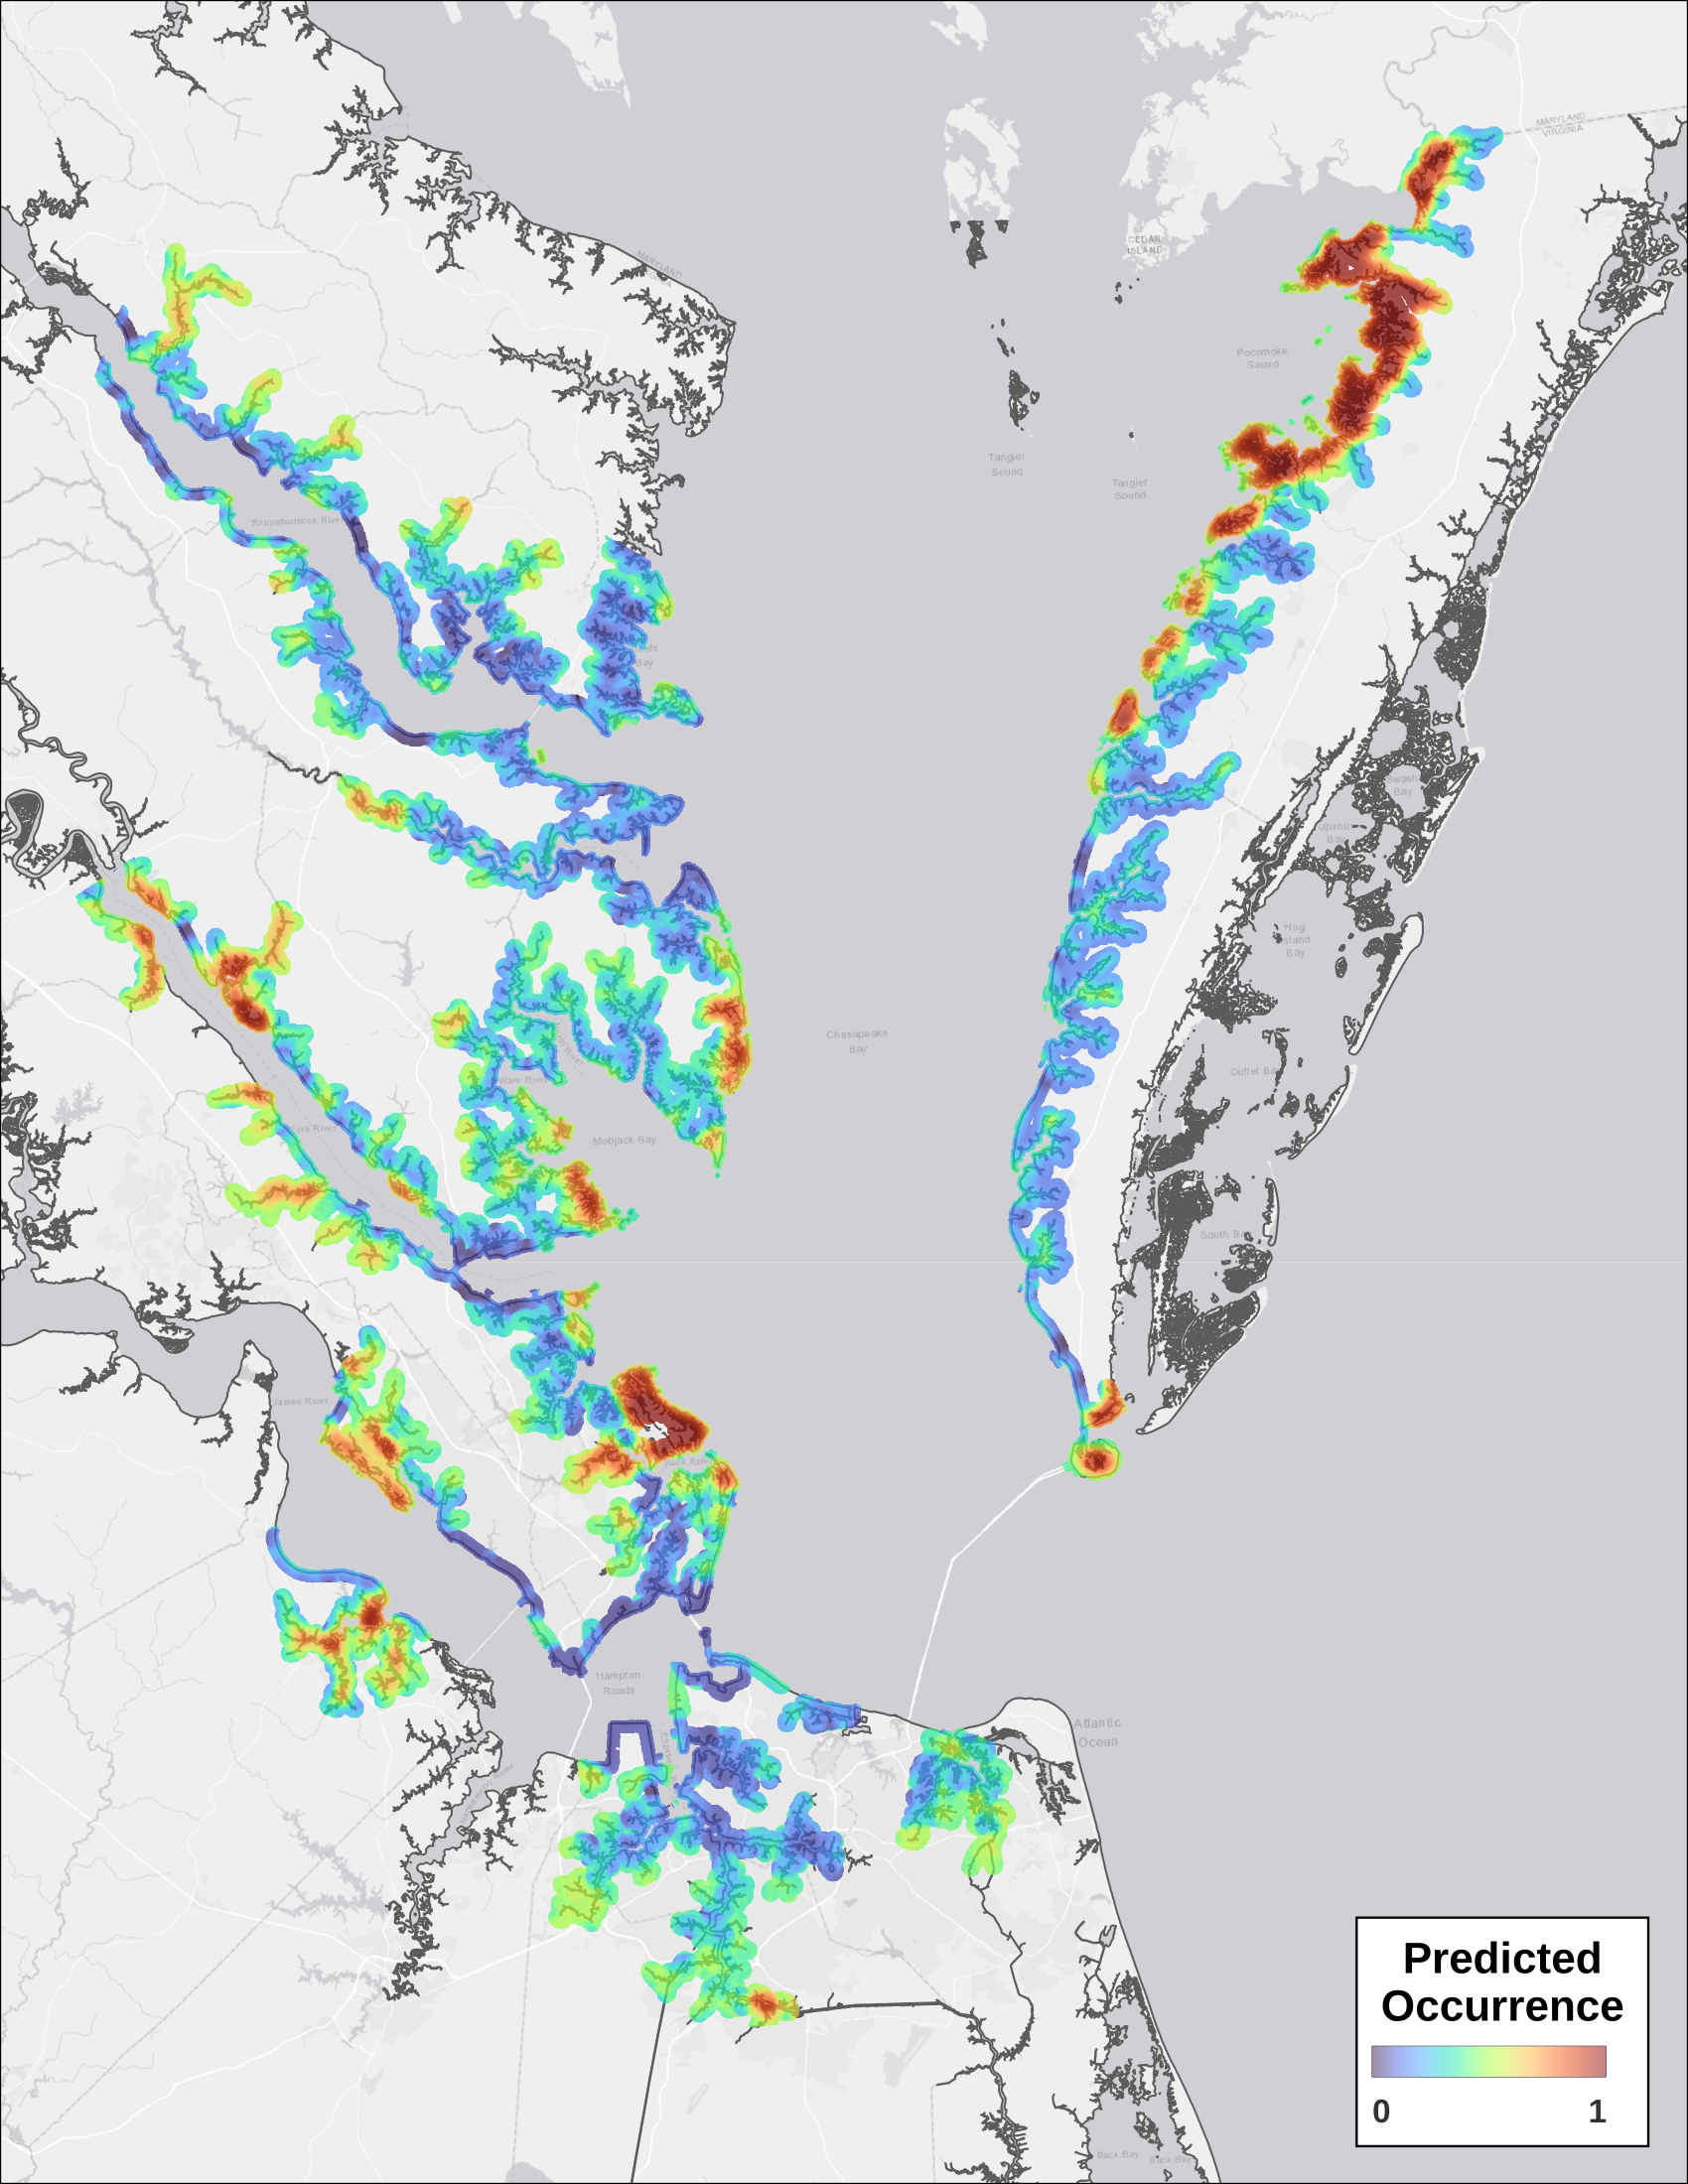 MARYLAND
VIRGINIA
CEDAR
ISLAND
MARYLAND
Pocomoke
Sound
Tangier
Sound
Tangier
Sound
Rappahannock River
Bay
Swash
Bay
Upshur
Bay
Hog
Island
Bay
Chesapeake
Bay
Outlet Bay
Ware River
York River
Mobjack Bay
South Bay
James River
Back River
Hampton
Roads
Atlantic
Ocean
Predicted
Occurrence
0 1
Back Bay
Back Bay